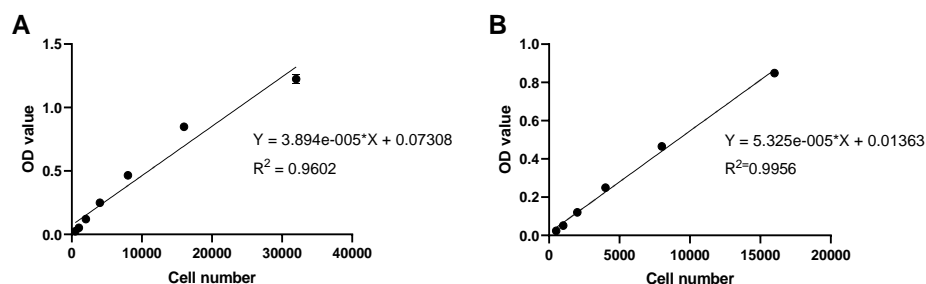 A
B
1.5
1.0
0.5
0.0
OD value
0
10000
20000
30000
40000
Cell number
Y = 3.894e-005*X + 0.07308
R² = 0.9602
1.0
0.8
0.6
0.4
0.2
0.0
OD value
0
5000
10000
15000
20000
Cell number
Y = 5.325e-005*X + 0.01363
R²⁼0.9956